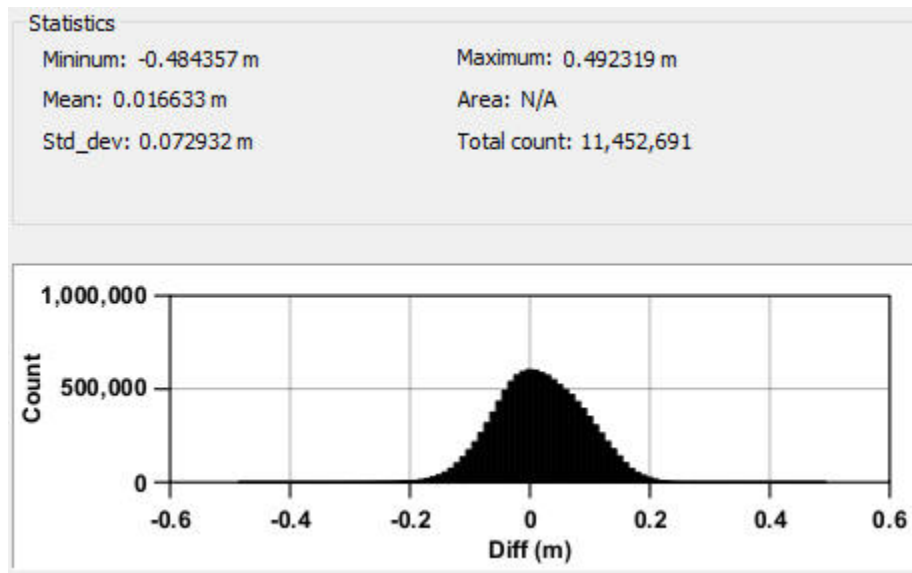 Statistics
Mininum: -0.484357 m Maximum: 0.492319 m
Mean: 0.016633 m Area: N/A
Std_dev: 0.072932 m Total count: 11,452,691
1,000,000
500,000
0
Count
-0.6 -0.4 -0.2 0 0.2 0.4 0.6
Diff (m)